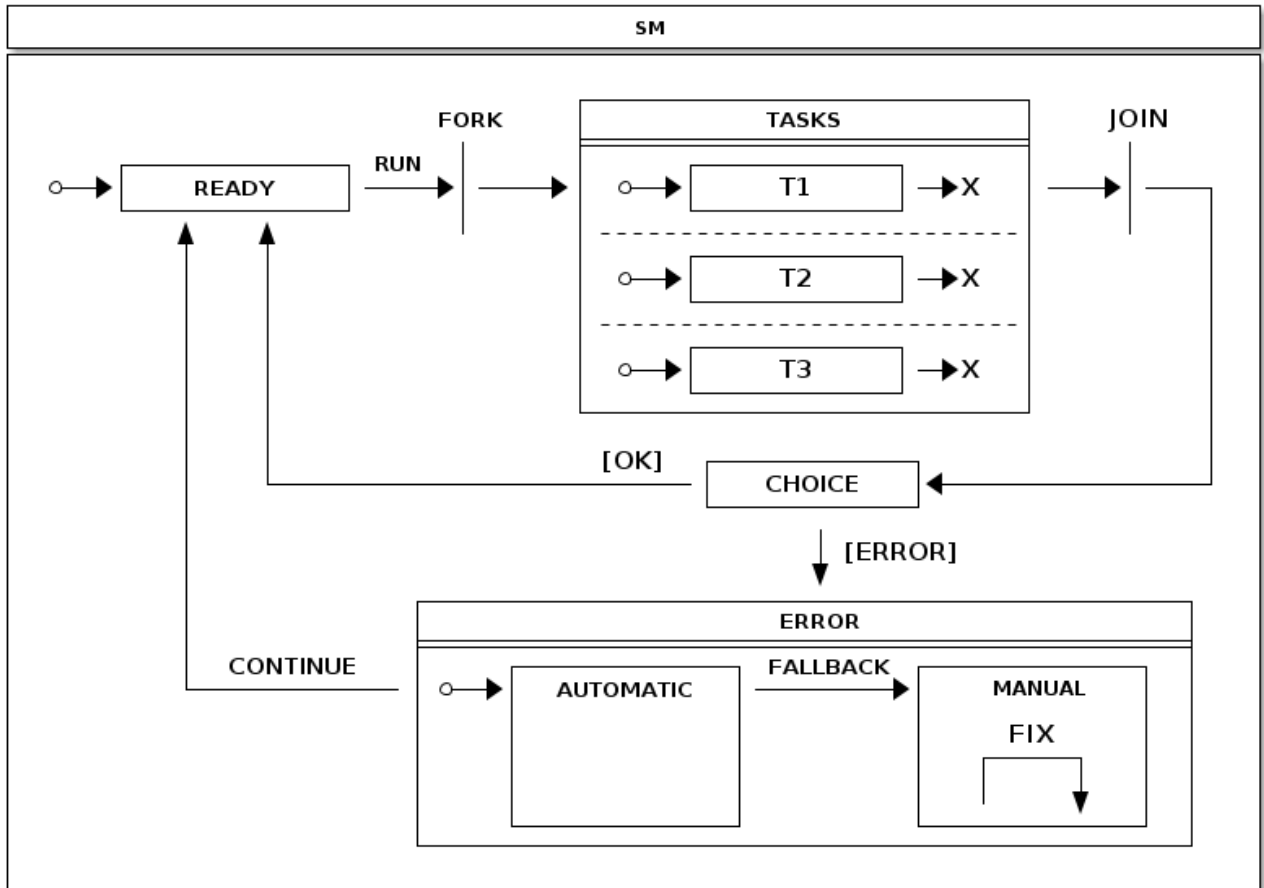 SM
FORK
TASKS
JOIN
RUN
READY
T1
X
T2
X
T3
X
[OK]
CHOICE
[ERROR]
ERROR
CONTINUE
FALLBACK
AUTOMATIC
MANUAL
FIX